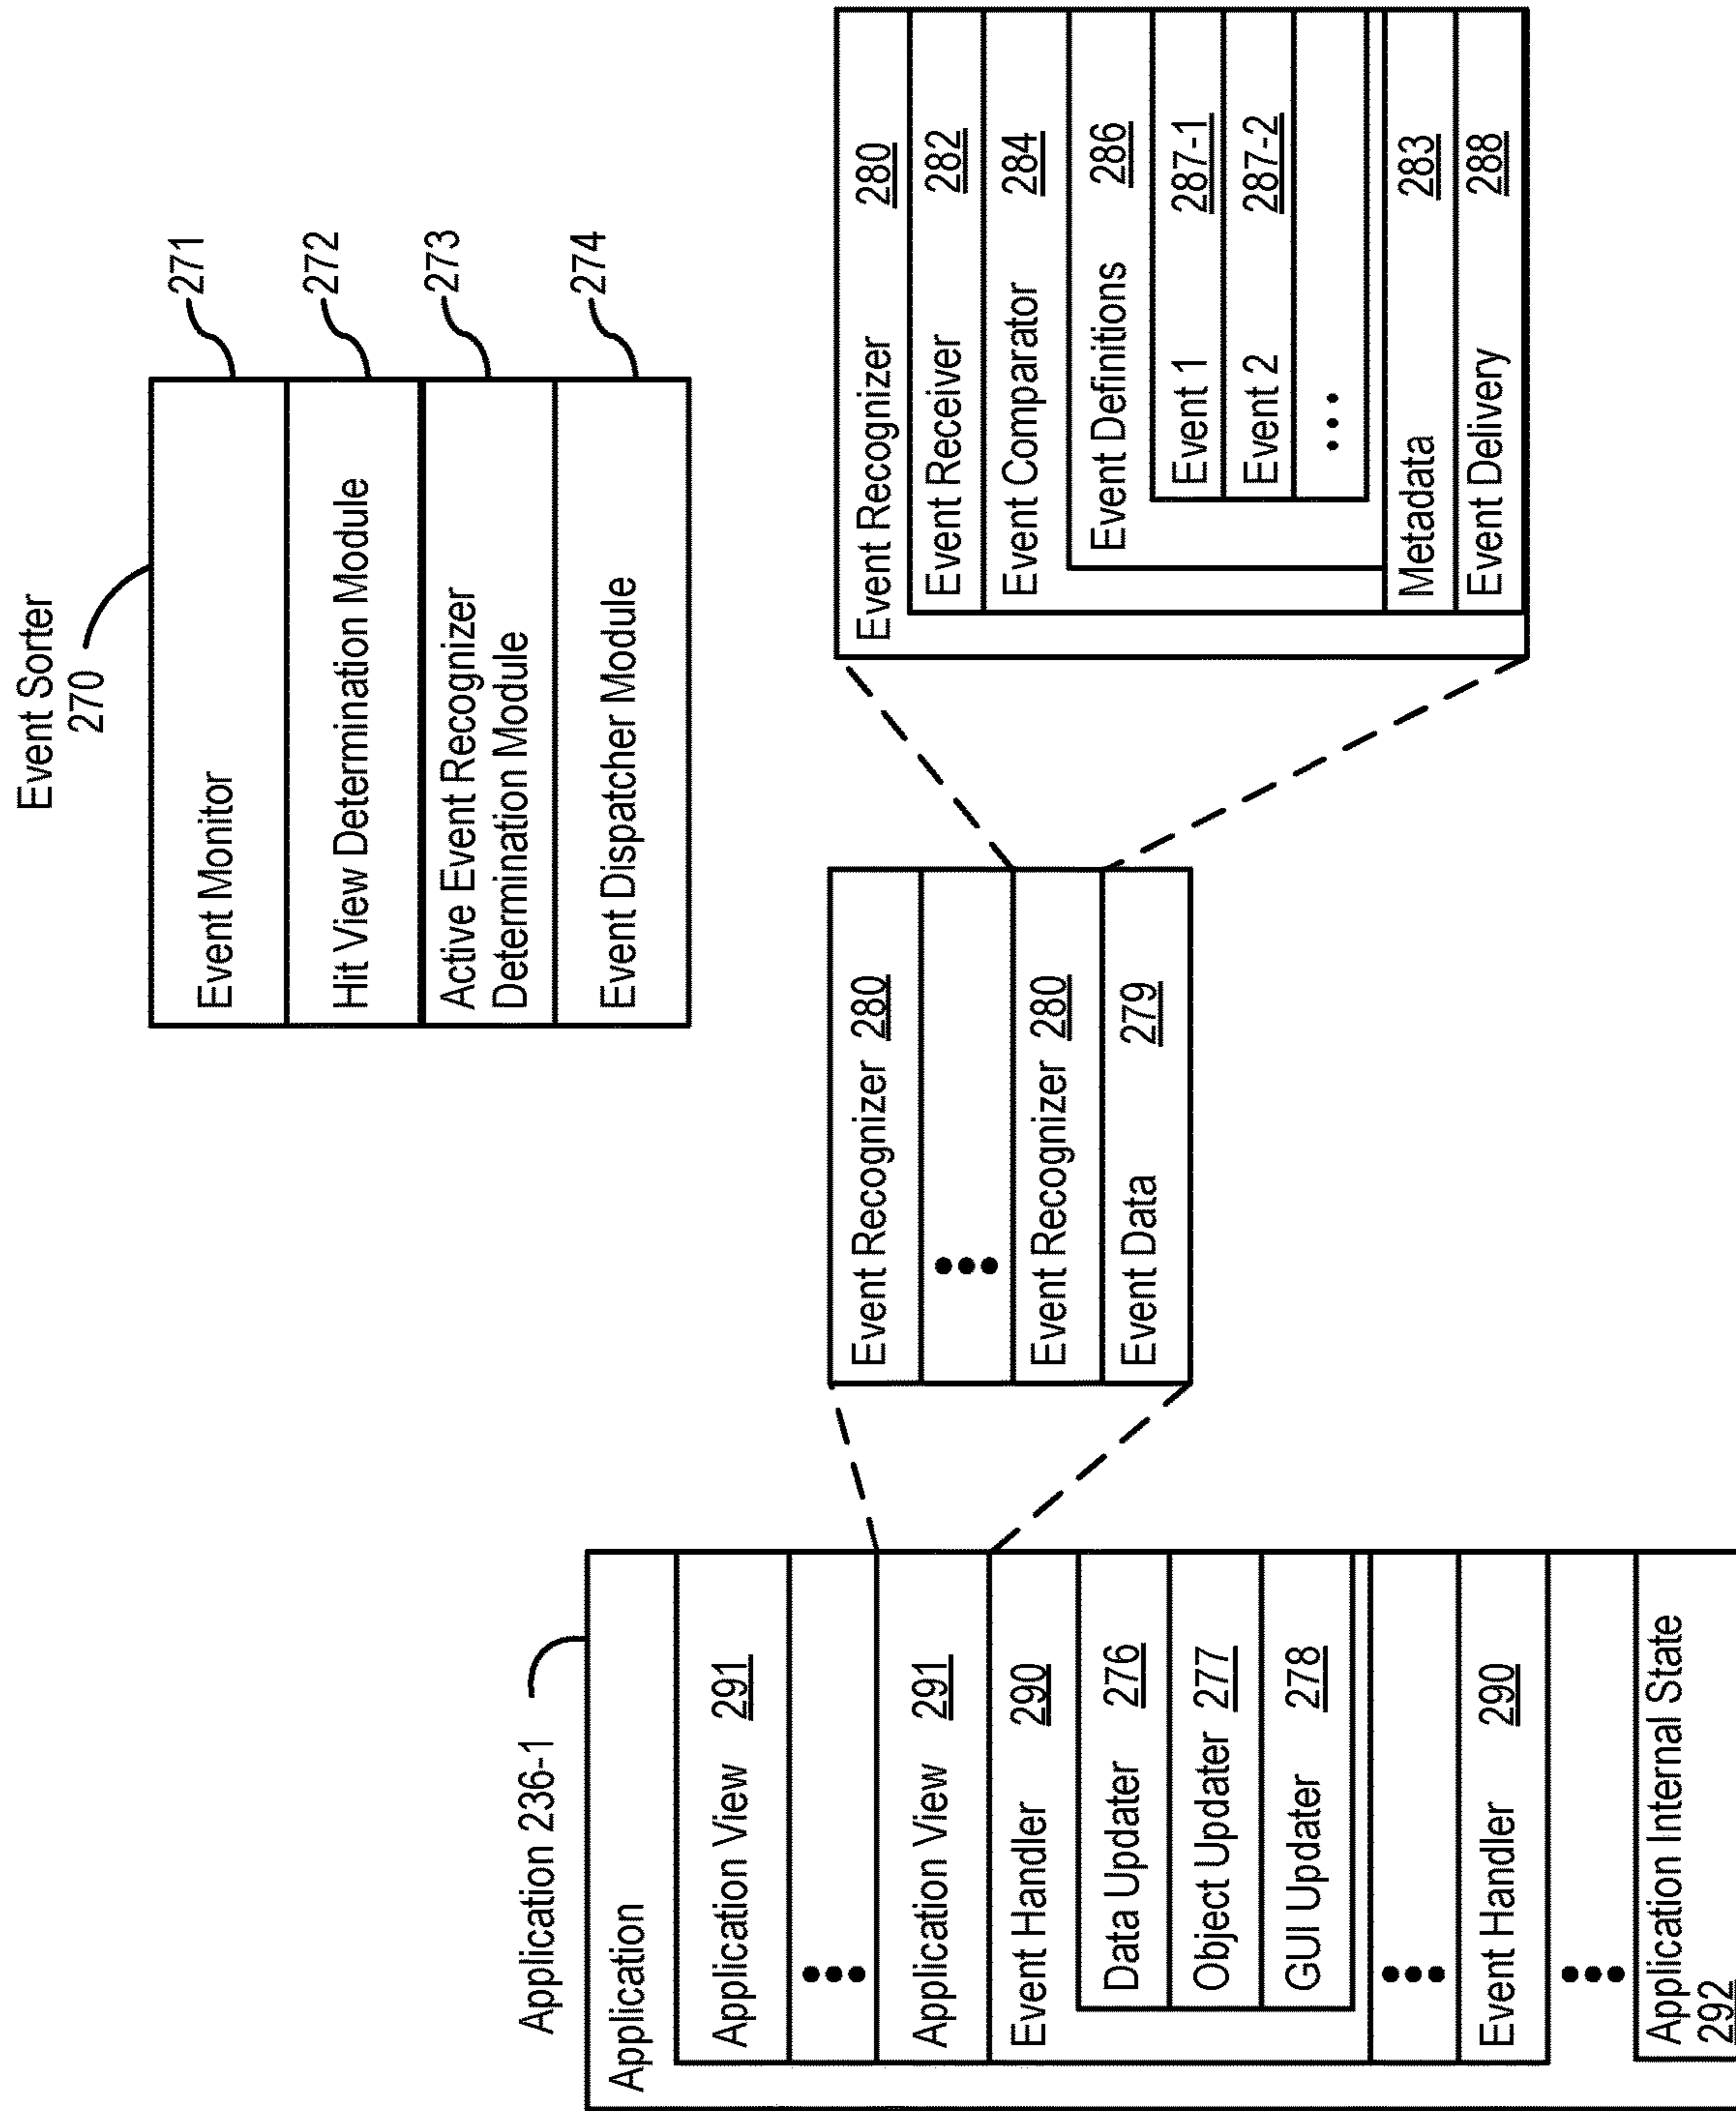 Event Sorter
270
Event Monitor
271
Hit View Determination Module
272
Active Event Recognizer
Determination Module
273
Event Dispatcher Module
274
Application 236-1
Application
Application View 291
•••
Application View 291
Event Handler 290
Data Updater 276
Object Updater 277
GUI Updater 278
•••
Event Handler 290
•••
Application Internal State
292
Event Recognizer 280
•••
Event Recognizer 280
Event Data 279
Event Recognizer 280
Event Receiver 282
Event Comparator 284
Event Definitions 286
Event 1 287-1
Event 2 287-2
•••
Metadata 283
Event Delivery 288